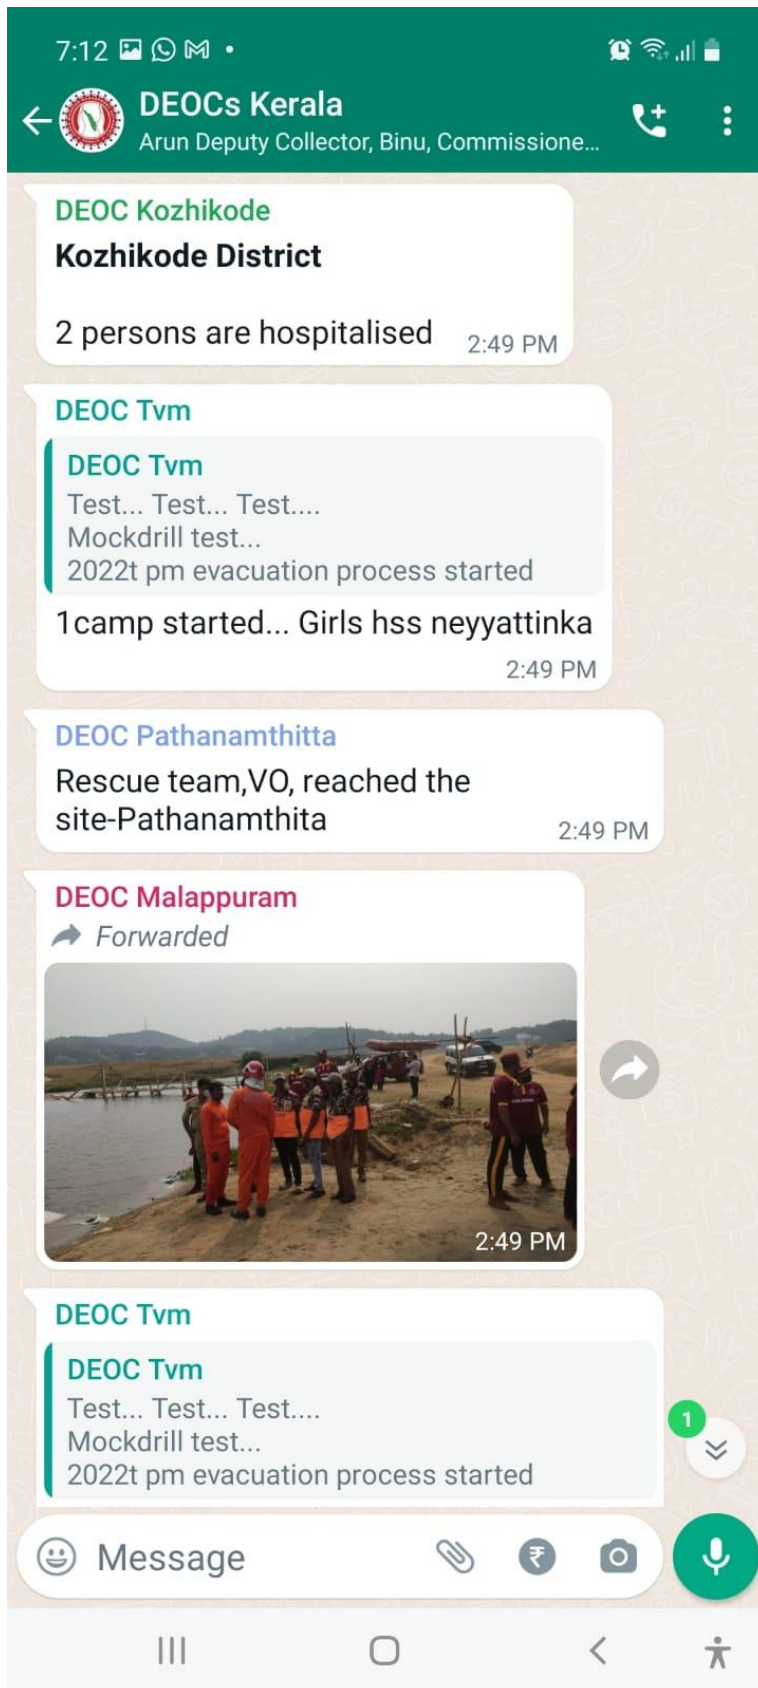 7:12
DEOCs Kerala
Arun Deputy Collector, Binu, Commissione...
DEOC Kozhikode
Kozhikode District
2 persons are hospitalised
2:49 PM
DEOC Tvm
DEOC Tvm
Test... Test... Test....
Mockdrill test...
2022t pm evacuation process started
1camp started... Girls hss neyyattinka
2:49 PM
DEOC Pathanamthitta
Rescue team,VO, reached the
site-Pathanamthita
2:49 PM
DEOC Malappuram
Forwarded
2:49 PM
DEOC Tvm
DEOC Tvm
Test... Test... Test....
Mockdrill test...
2022t pm evacuation process started
1
Message